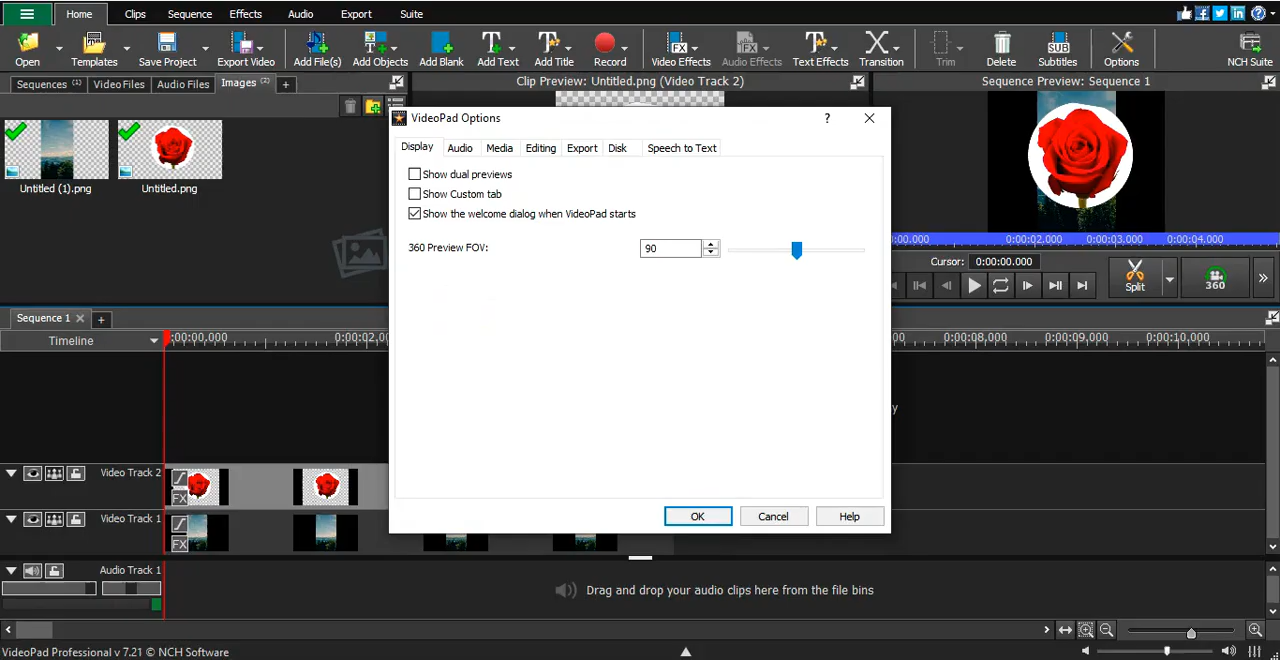 Home Clips Sequence Effects Audio Export Suite
Open Templates Save Project Export Video Add File(s) Add Objects Add Blank Add Text Add Title Record Video Effects Audio Effects Text Effects Transition Trim Delete SUB Subtitles Options NCH Suite
Sequences (1) Video Files Audio Files Images (2) +
Clip Preview: Untitled.png (Video Track 2)
Sequence Preview: Sequence 1
Untitled (1).png Untitled.png
VideoPad Options ?
Display Audio Media Editing Export Disk Speech to Text
Show dual previews
Show Custom tab
Show the welcome dialog when VideoPad starts
360 Preview FOV: 90
OK Cancel Help
:00.000 0:00:02.000 0:00:03.000 0:00:04.000
Cursor: 0:00:00.000
Split 360
Sequence 1 +
Timeline
:00:00.000 0:00:02.0 00 0:00:08.000 0:00:09.000 0:00:10.000
y
Video Track 2
FX
Video Track 1
FX
Audio Track 1
Drag and drop your audio clips here from the file bins
VideoPad Professional v 7.21 © NCH Software